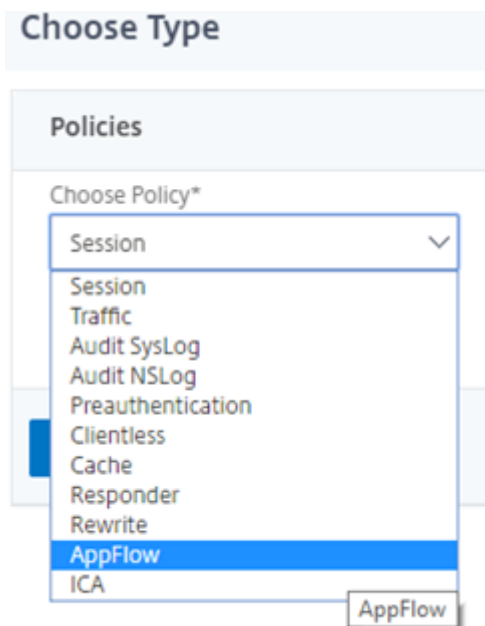 Choose Type
Policies
Choose Policy*
Session
Session
Traffic
Audit SysLog
Audit NSLog
Preauthentication
Clientless
Cache
Responder
Rewrite
AppFlow
ICA
AppFlow